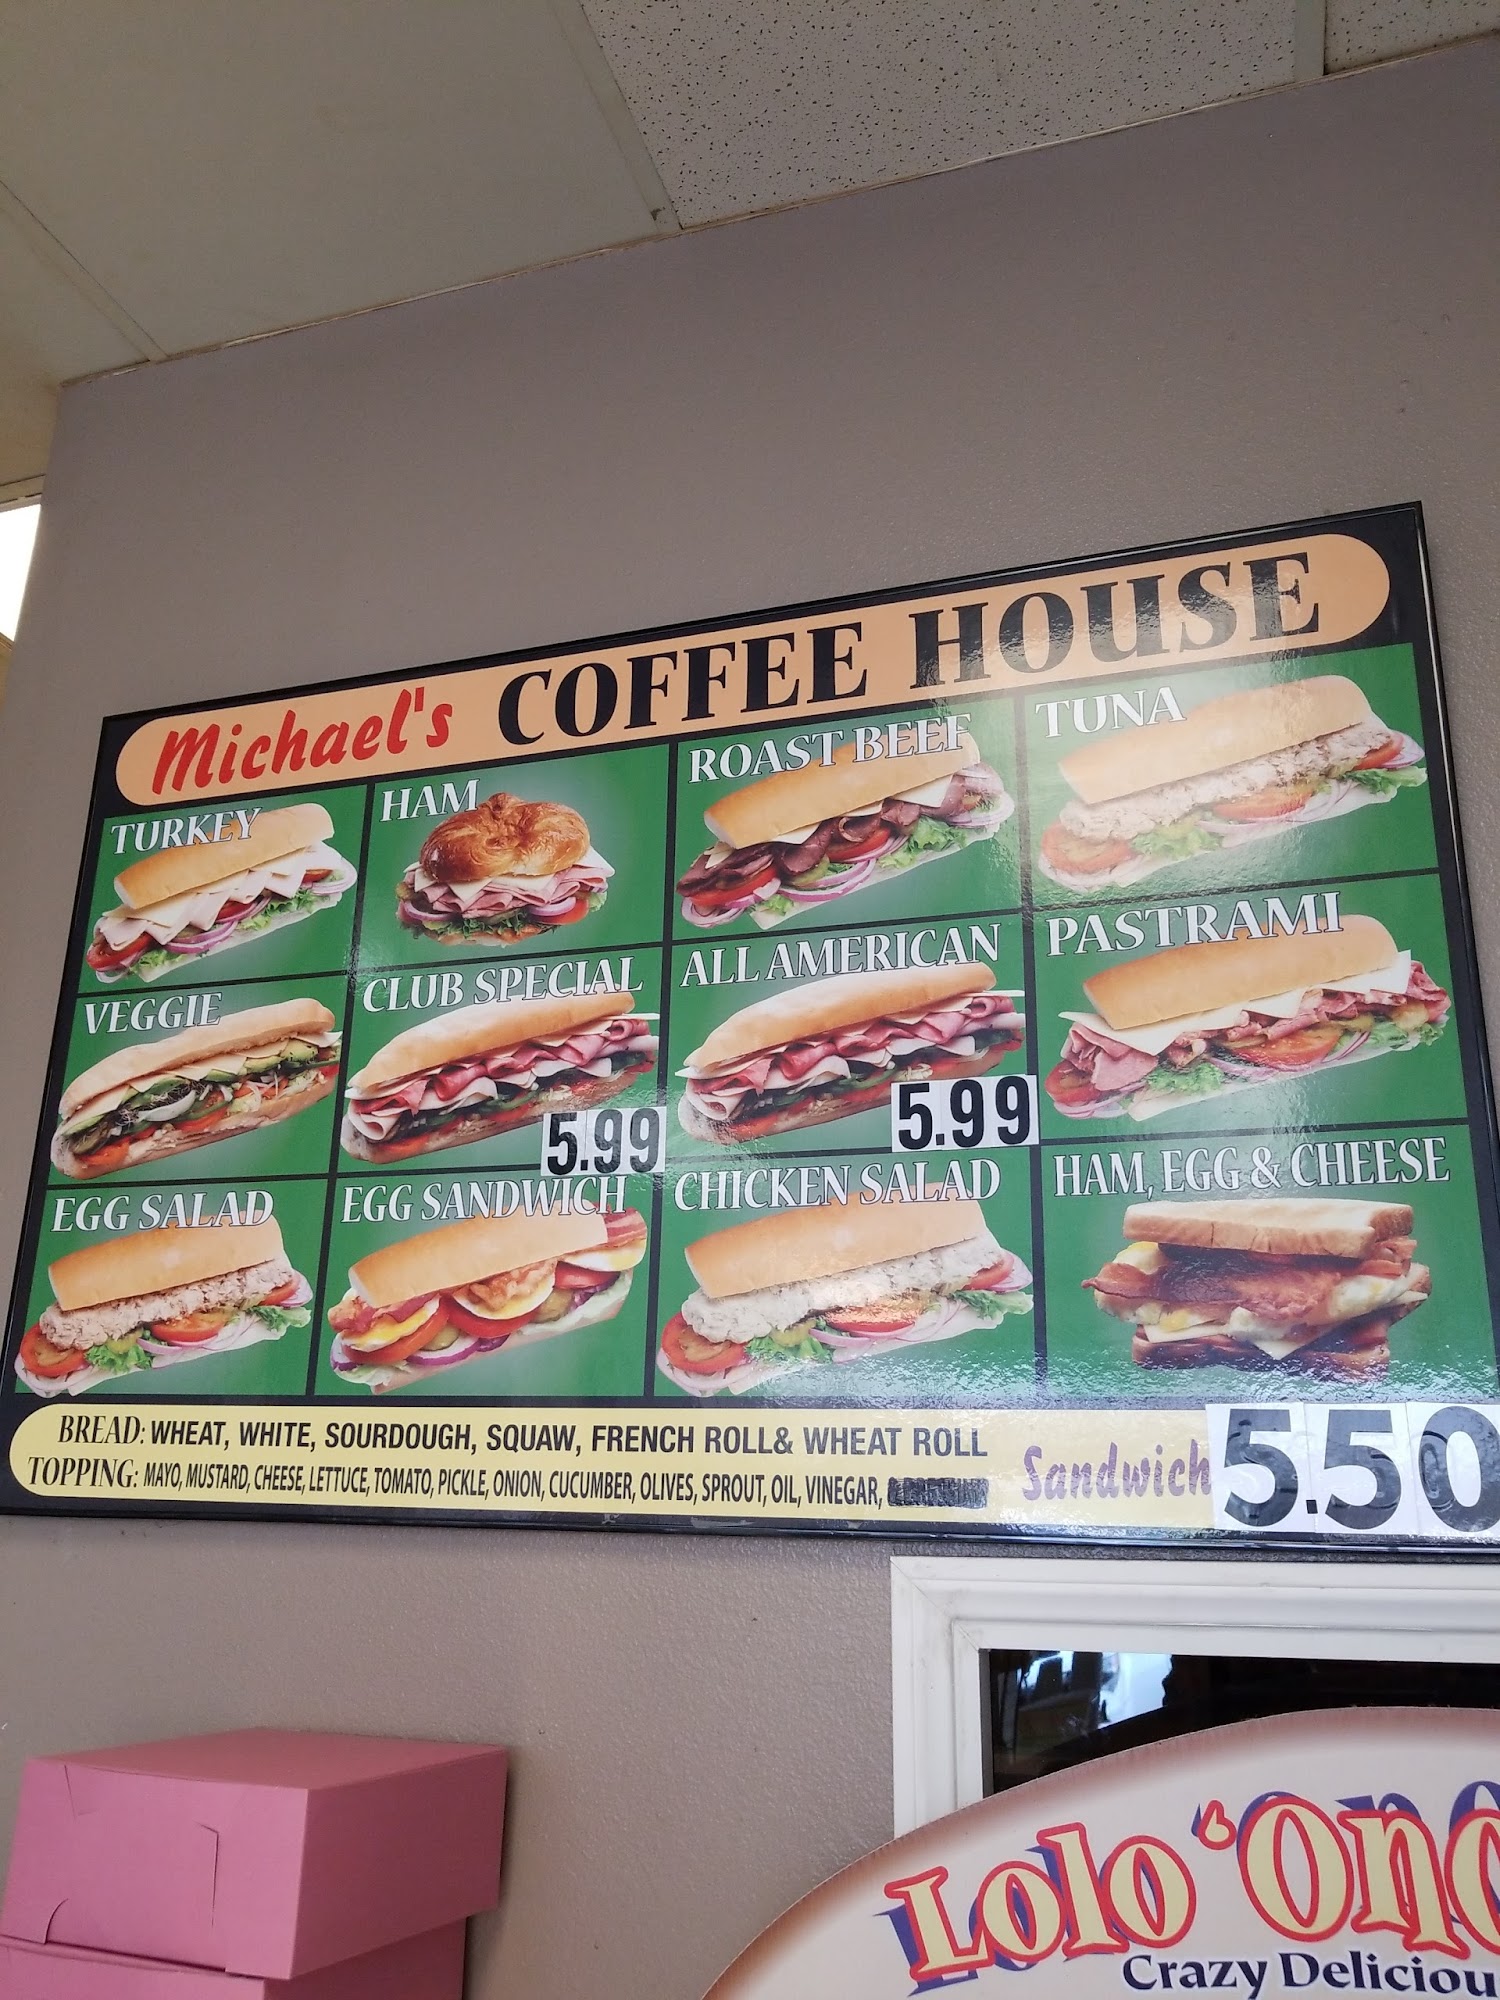 Michael's COFFEE HOUSE
TURKEY
HAM
ROAST BEEF
TUNA
VEGGIE
CLUB SPECIAL
5.99
ALL AMERICAN
5.99
PASTRAMI
EGG SALAD
EGG SANDWICH
CHICKEN SALAD
HAM, EGG & CHEESE
BREAD: WHEAT, WHITE, SOURDOUGH, SQUAW, FRENCH ROLL& WHEAT ROLL
TOPPING: MAYO, MUSTARD, CHEESE, LETTUCE, TOMATO, PICKLE, ONION, CUCUMBER, OLIVES, SPROUT, OIL, VINEGAR,
Sandwich 5.50
Lolo
Crazy